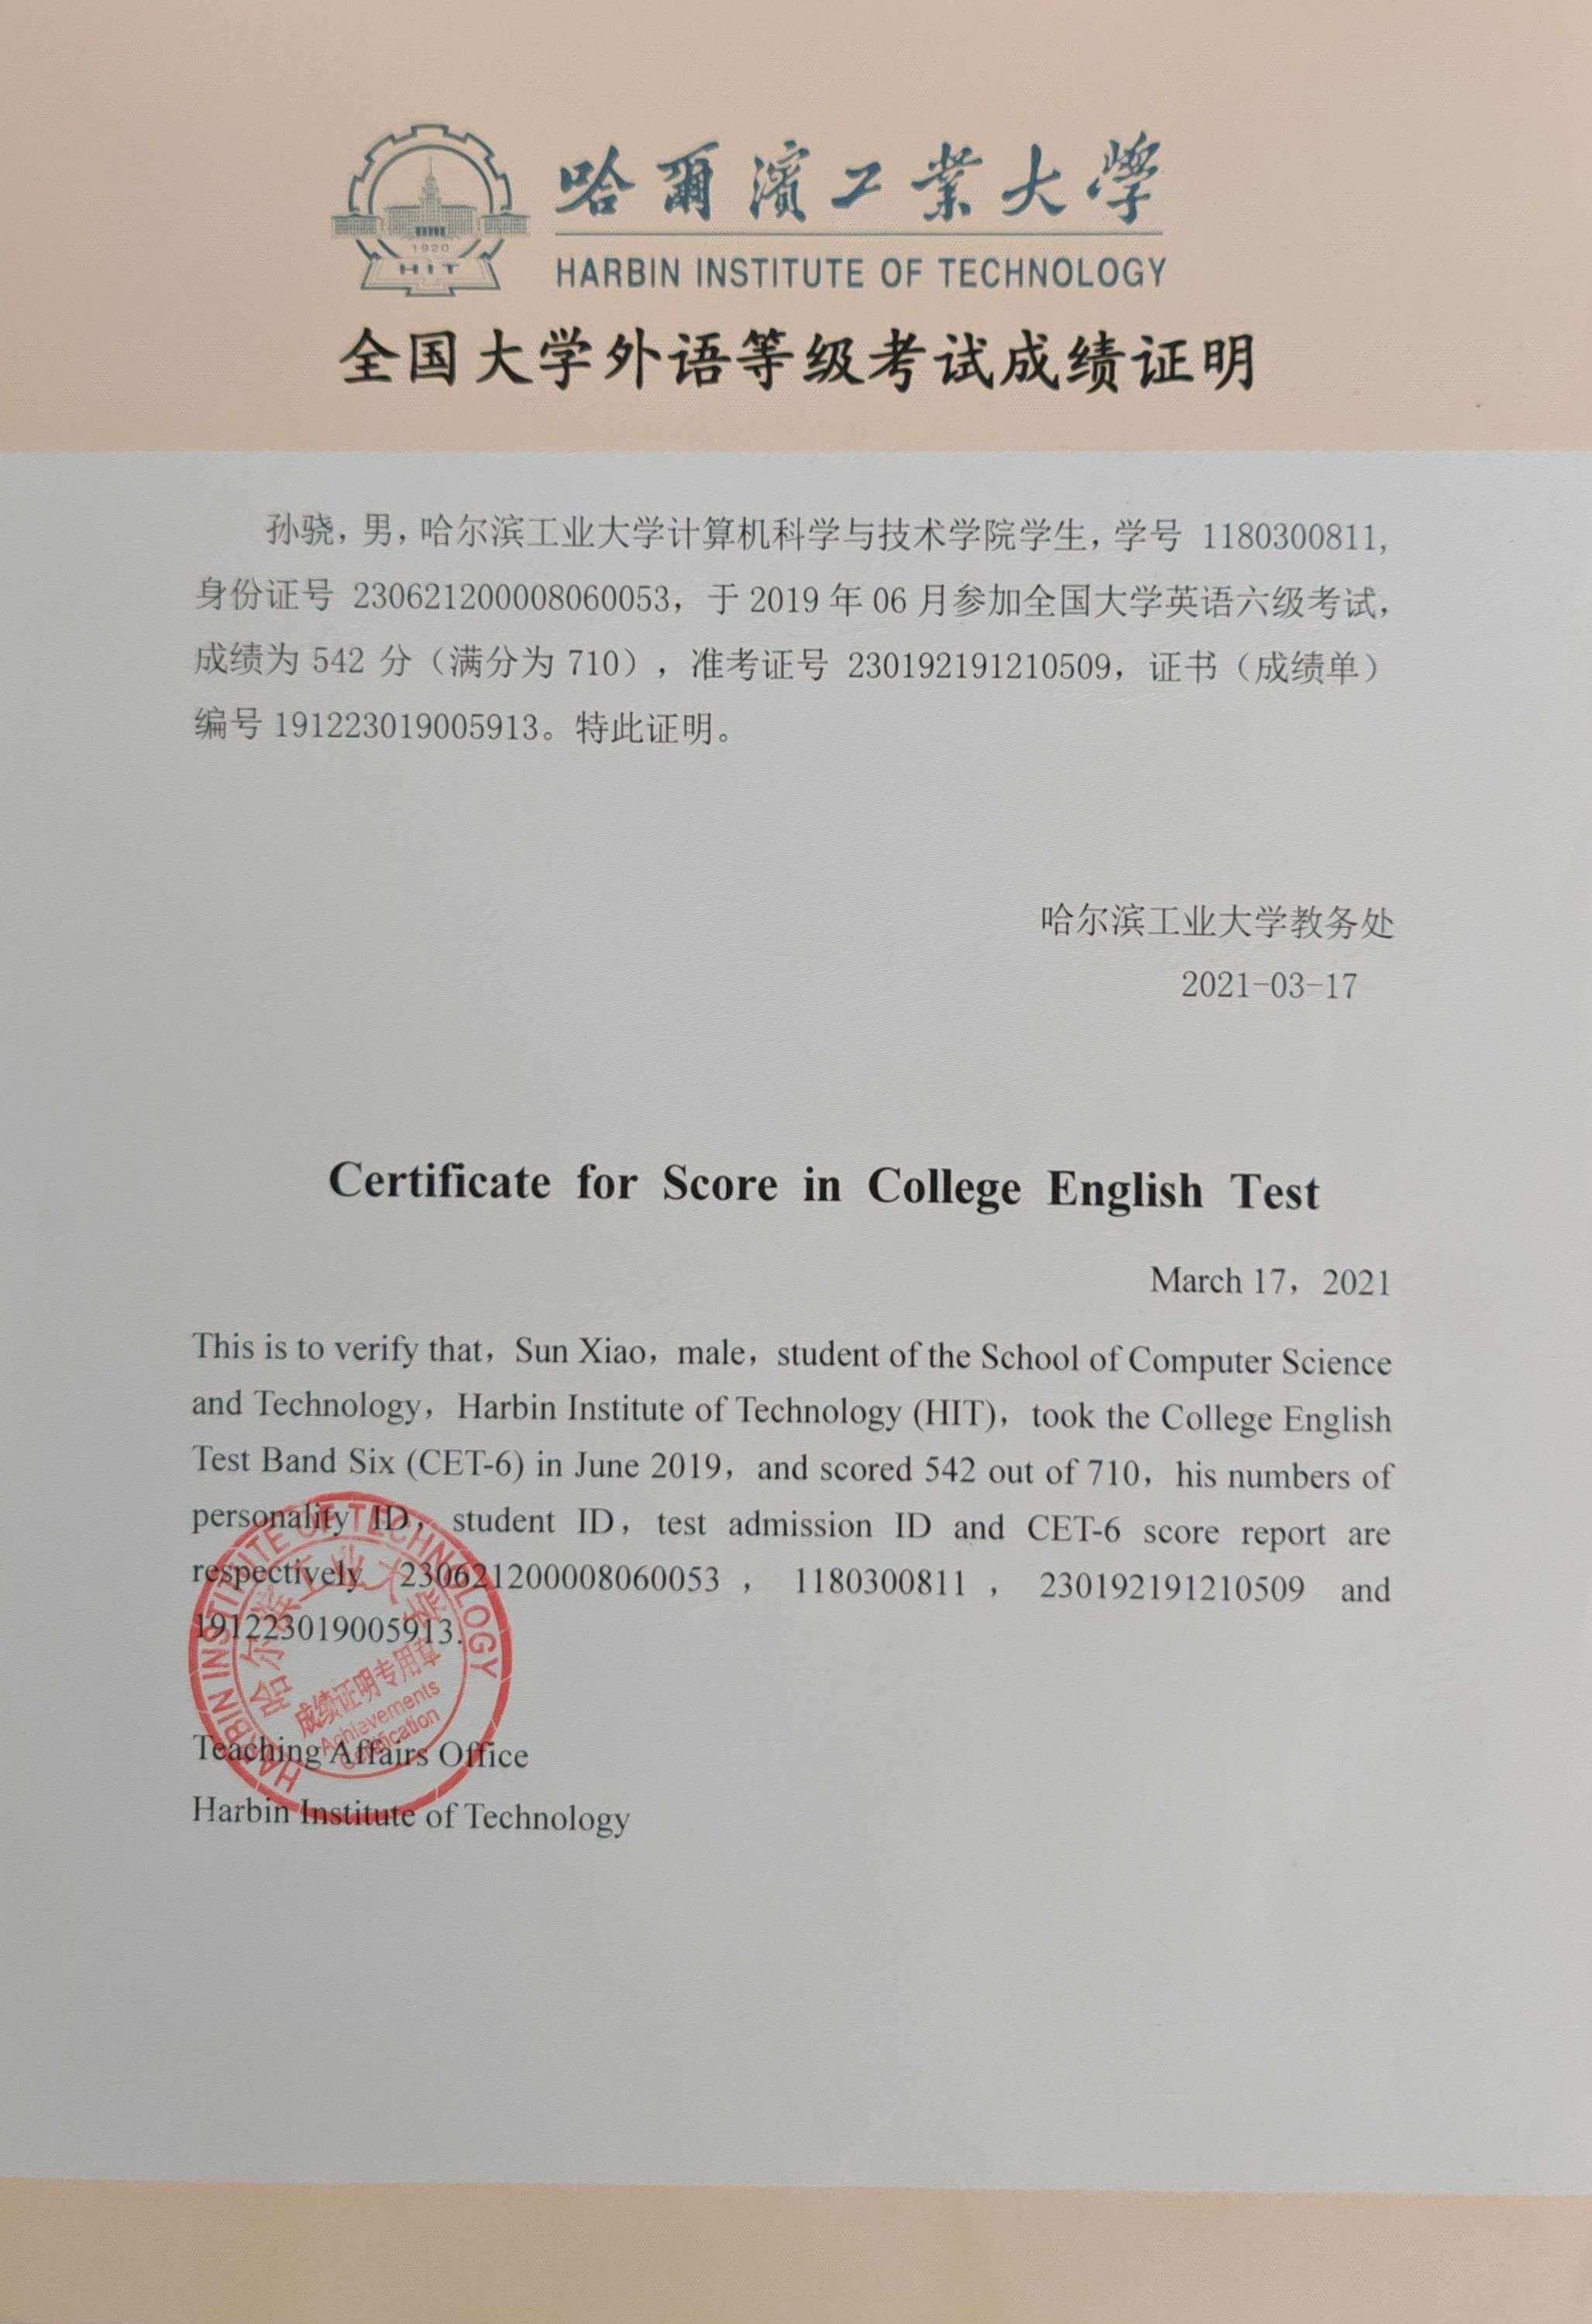 1920
HIT
哈爾濱工業大學
HARBIN INSTITUTE OF TECHNOLOGY
全国大学外语等级考试成绩证明
孙骁，男，哈尔滨工业大学计算机科学与技术学院学生，学号 1180300811，
身份证号 230621200008060053，于 2019 年 06 月参加全国大学英语六级考试，
成绩为 542 分（满分为 710），准考证号 230192191210509，证书（成绩单）
编号 191223019005913。特此证明。
哈尔滨工业大学教务处
2021-03-17
Certificate for Score in College English Test
March 17，2021
This is to verify that，Sun Xiao，male，student of the School of Computer Science
and Technology，Harbin Institute of Technology (HIT)，took the College English
Test Band Six (CET-6) in June 2019，and scored 542 out of 710，his numbers of
personality ID，student ID，test admission ID and CET-6 score report are
respectively 230621200008060053，1180300811，230192191210509 and
191223019005913.
HARBIN INSTITUTE OF TECHNOLOGY
哈尔滨工业大学
成绩证明专用章
Achievements
Certification
Teaching Affairs Office
Harbin Institute of Technology